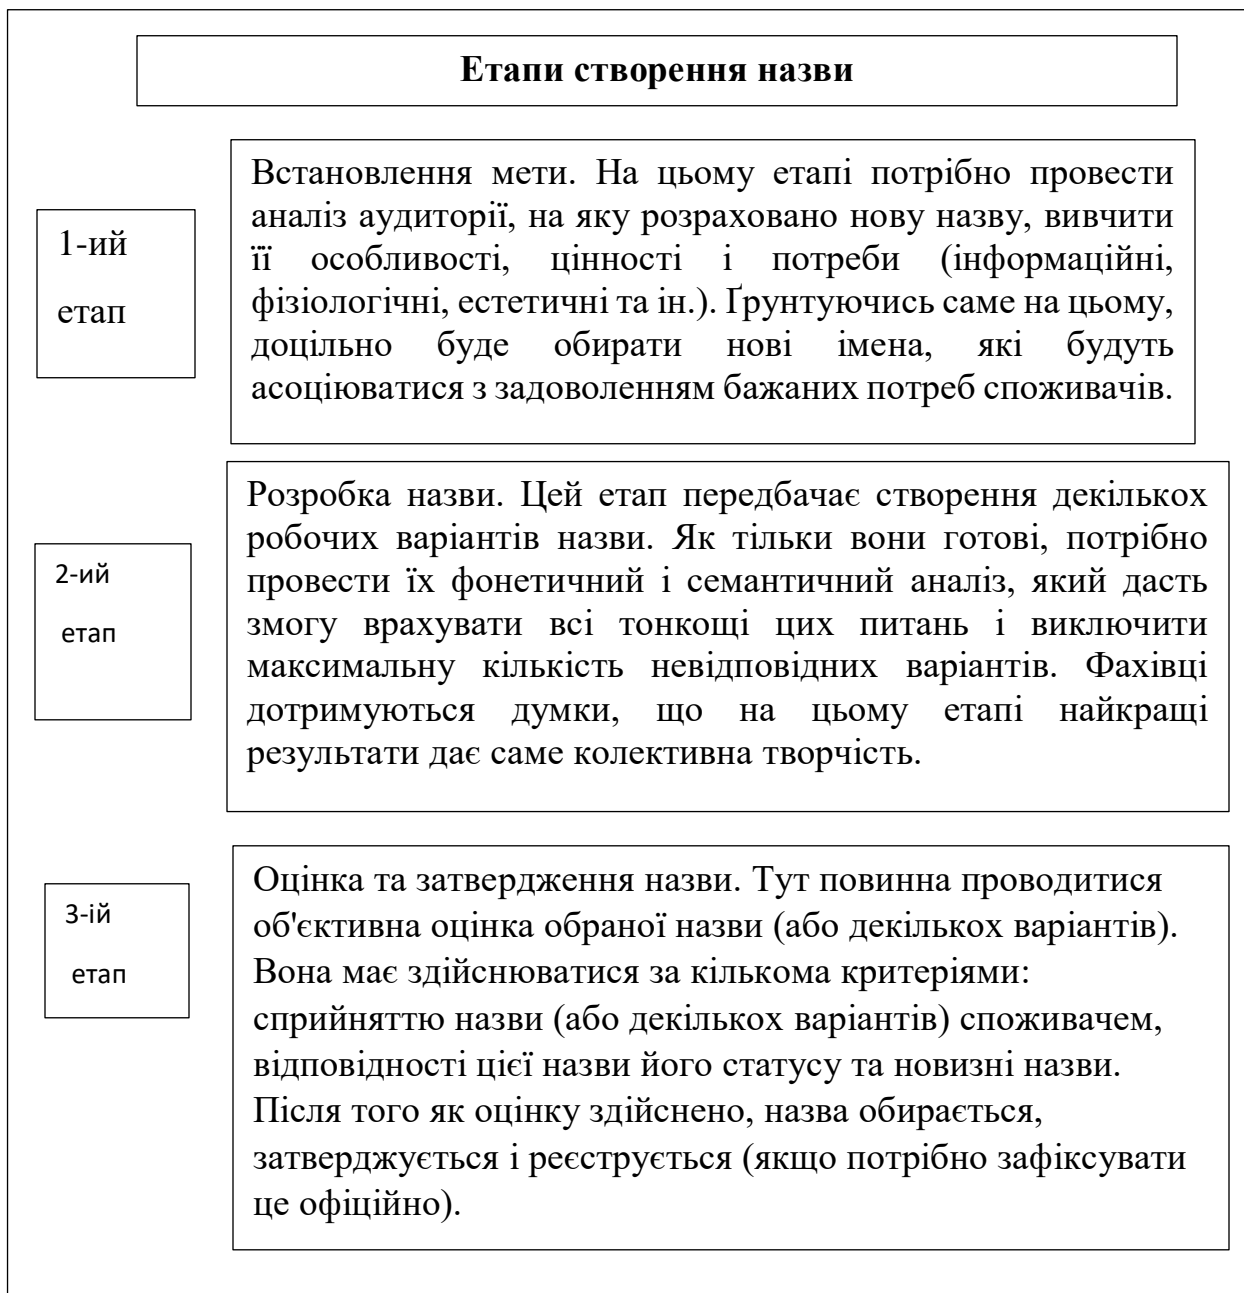 Етапи створення назви
1-ий
етап
Встановлення мети. На цьому етапі потрібно провести
аналіз аудиторії, на яку розраховано нову назву, вивчити
її особливості, цінності і потреби (інформаційні,
фізіологічні, естетичні та ін.). Ґрунтуючись саме на цьому,
доцільно буде обирати нові імена, які будуть
асоціюватися з задоволенням бажаних потреб споживачів.
2-ий
етап
Розробка назви. Цей етап передбачає створення декількох
робочих варіантів назви. Як тільки вони готові, потрібно
провести їх фонетичний і семантичний аналіз, який дасть
змогу врахувати всі тонкощі цих питань і виключити
максимальну кількість невідповідних варіантів. Фахівці
дотримуються думки, що на цьому етапі найкращі
результати дає саме колективна творчість.
3-ій
етап
Оцінка та затвердження назви. Тут повинна проводитися
об'єктивна оцінка обраної назви (або декількох варіантів).
Вона має здійснюватися за кількома критеріями:
сприйняттю назви (або декількох варіантів) споживачем,
відповідності цієї назви його статусу та новизні назви.
Після того як оцінку здійснено, назва обирається,
затверджується і реєструється (якщо потрібно зафіксувати
це офіційно).